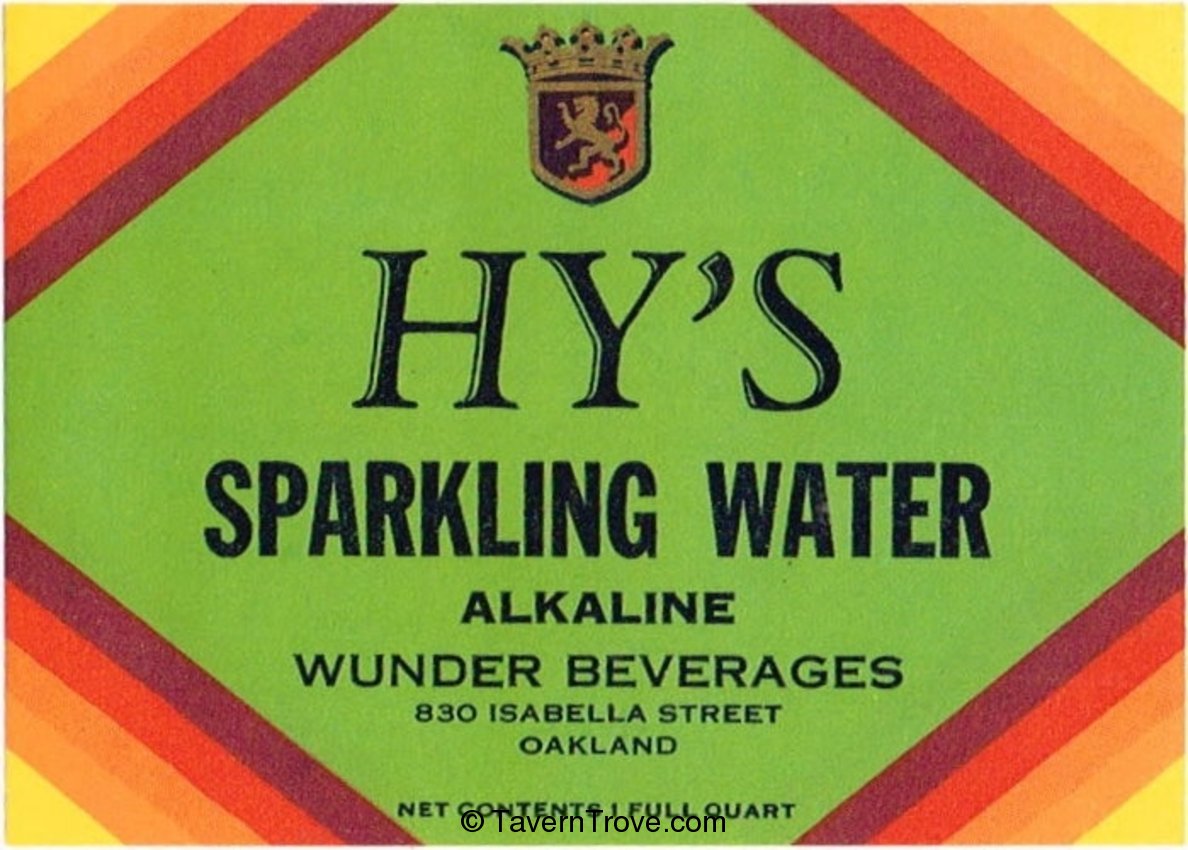 HY'S
SPARKLING WATER
ALKALINE
WUNDER BEVERAGES
830 ISABELLA STREET
OAKLAND
NET CONTENTS 1 FULL QUART
© TavernTrove.com